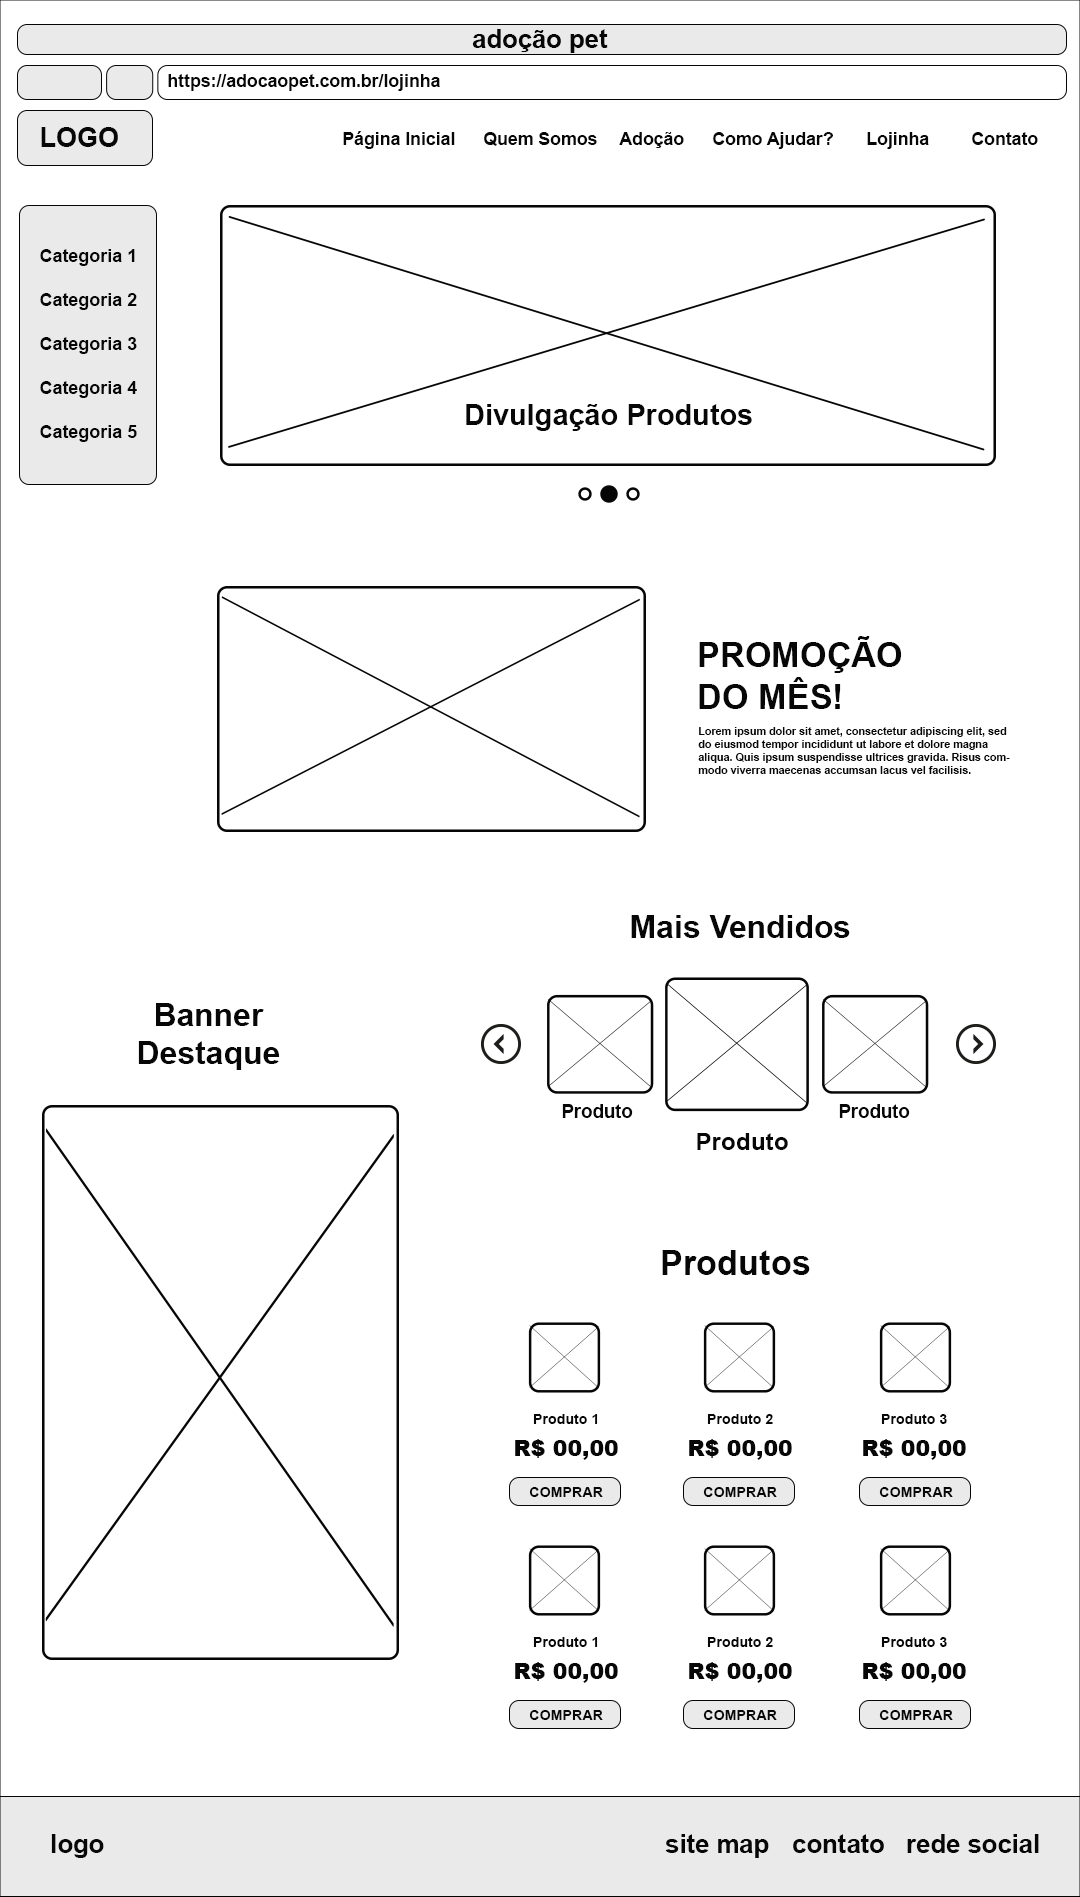 adoção pet
https://adocaopet.com.br/lojinha
LOGO
Página Inicial Quem Somos Adoção Como Ajudar? Lojinha Contato
Categoria 1
Categoria 2
Categoria 3
Categoria 4
Categoria 5
Divulgação Produtos
PROMOÇÃO
DO MÊS!
Lorem ipsum dolor sit amet, consectetur adipiscing elit, sed
do eiusmod tempor incididunt ut labore et dolore magna
aliqua. Quis ipsum suspendisse ultrices gravida. Risus com-
modo viverra maecenas accumsan lacus vel facilisis.
Banner
Destaque
Mais Vendidos
Produto Produto Produto
Produtos
Produto 1 Produto 2 Produto 3
R$ 00,00 R$ 00,00 R$ 00,00
COMPRAR COMPRAR COMPRAR
Produto 1 Produto 2 Produto 3
R$ 00,00 R$ 00,00 R$ 00,00
COMPRAR COMPRAR COMPRAR
logo
site map contato rede social